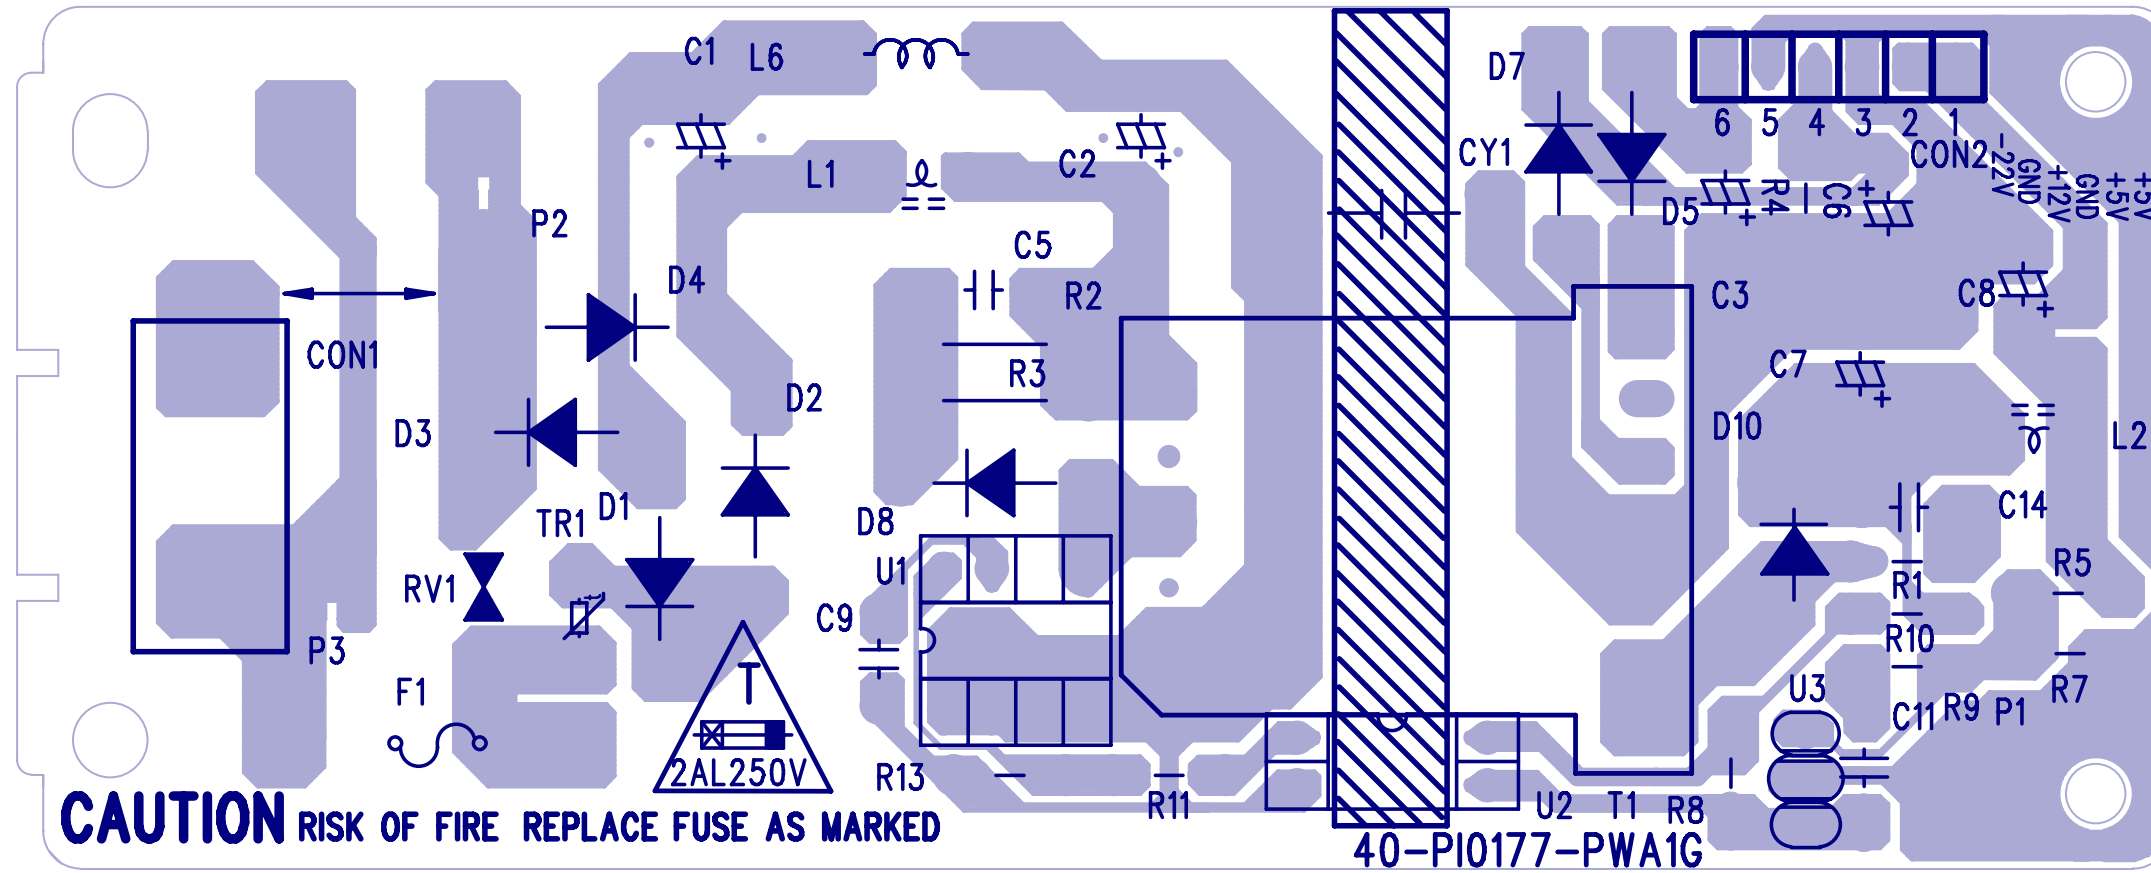 C1
L6
D7
6 5 4 3 2 1
CON2
CY1
C2
L1
P2
D5
R4
C6
-22V
GND
+12V
GND
+5V
+5V
C5
D4
R2
C3
C8
CON1
R3
C7
D2
D3
D10
L2
D1
TR1
D8
C14
U1
R5
RV1
R1
t
C9
R10
P3
T
F1
U3
R7
C11
R9
P1
2AL250V
R13
R11
U2
T1
R8
CAUTION RISK OF FIRE REPLACE FUSE AS MARKED
40-PI0177-PWA1G